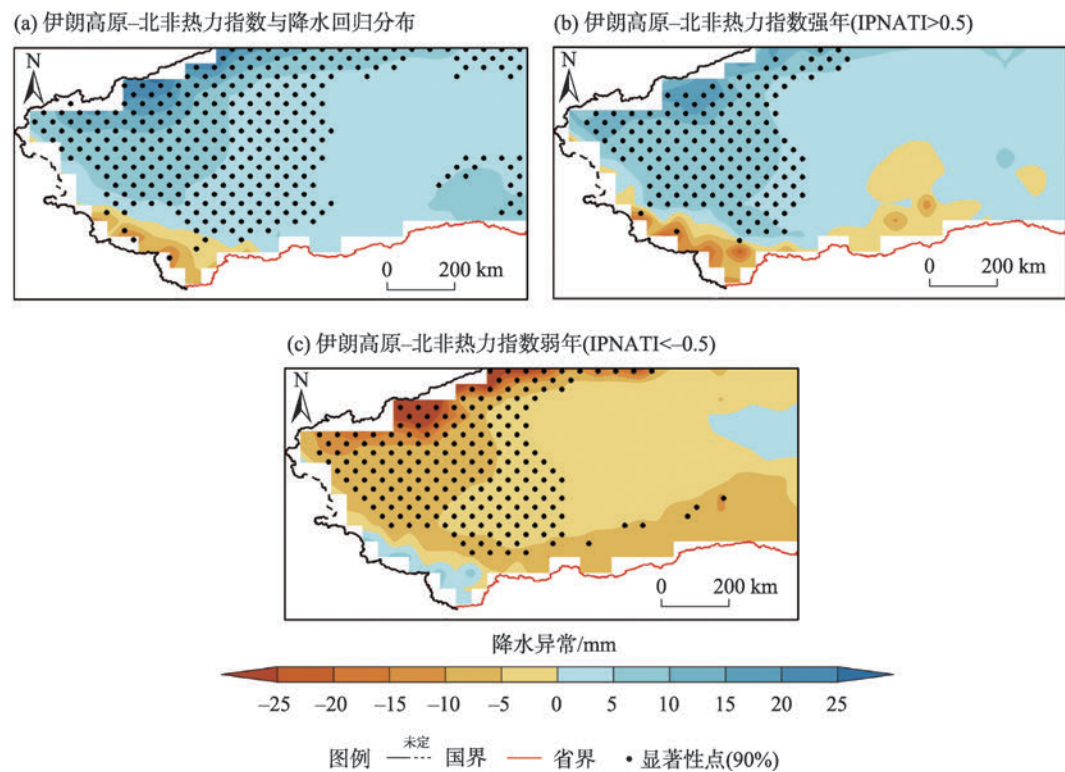 (a) 伊朗高原–北非热力指数与降水回归分布
(b) 伊朗高原–北非热力指数强年(IPNATI>0.5)
N
0 200 km
N
0 200 km
(c) 伊朗高原–北非热力指数弱年(IPNATI<–0.5)
N
0 200 km
降水异常/mm
–25 –20 –15 –10 –5 0 5 10 15 20 25
图例 未定 国界 省界 显著性点(90%)